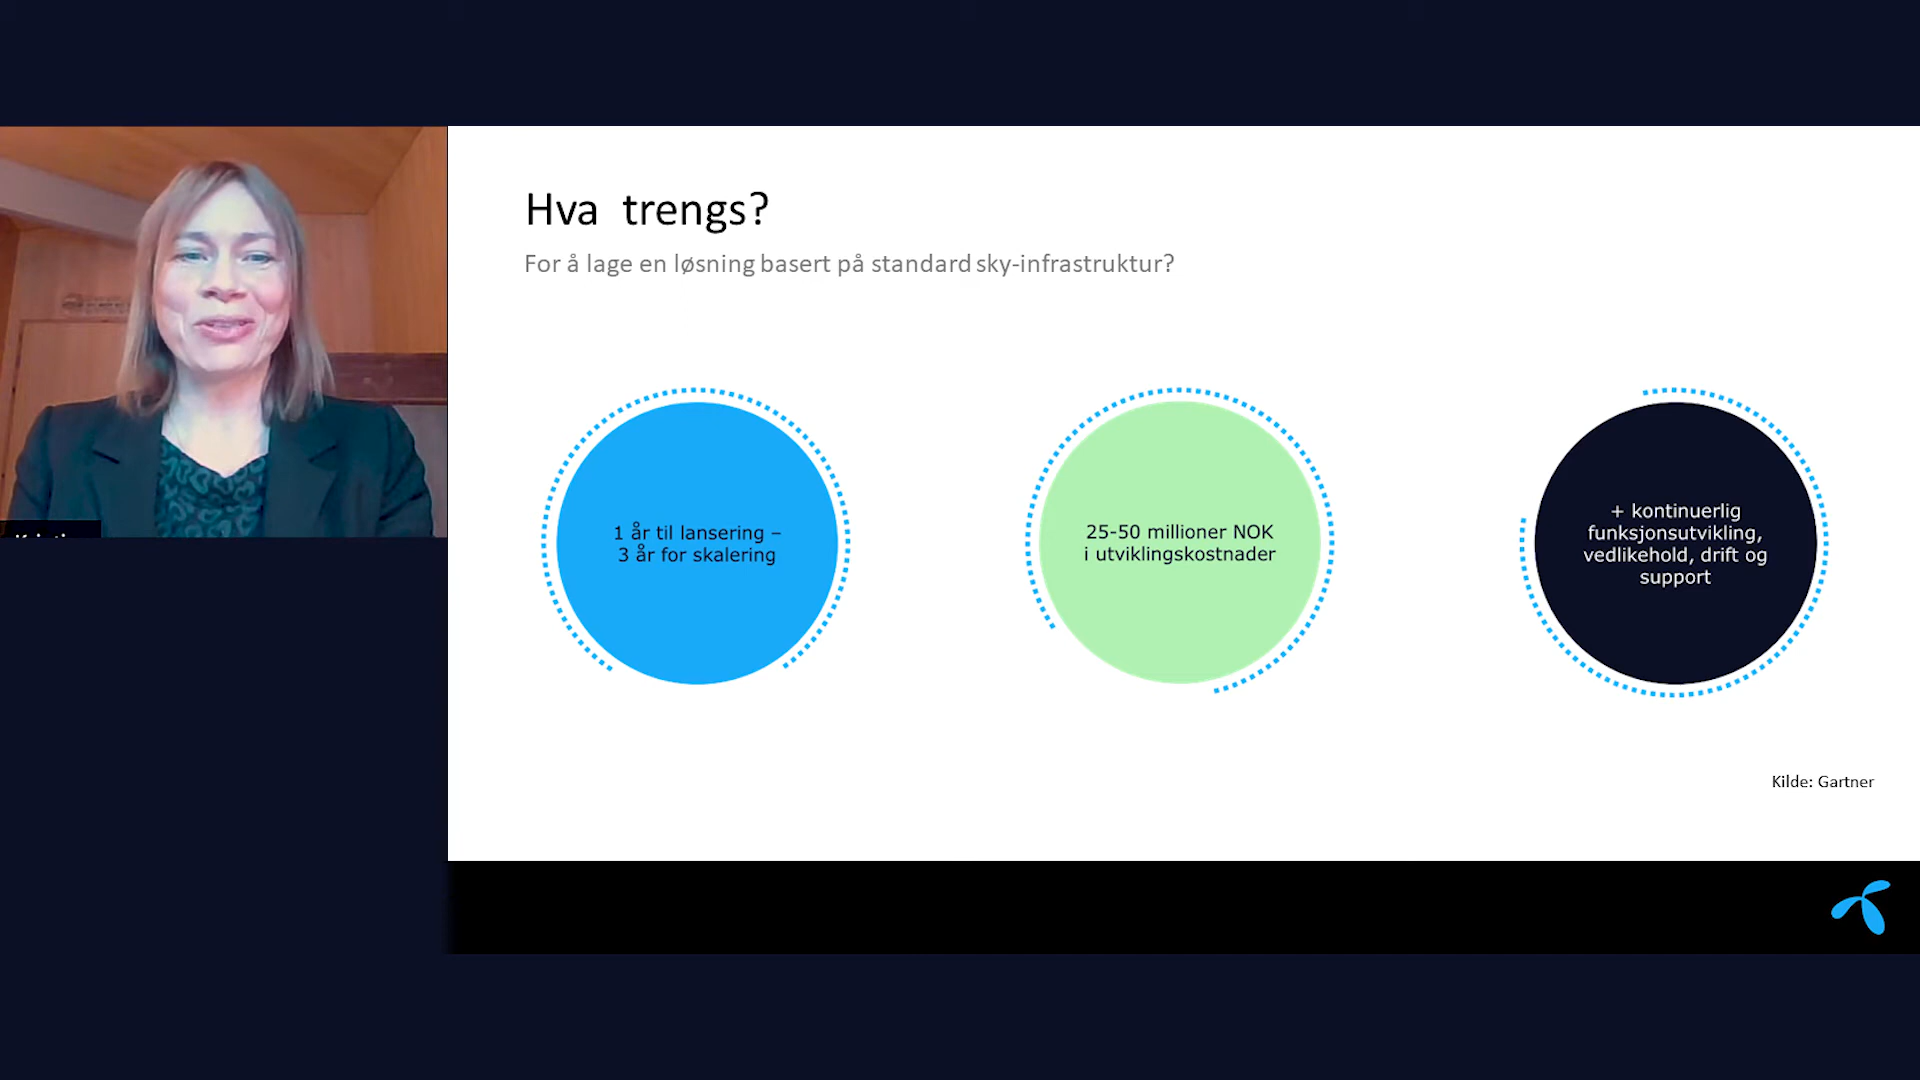 Hva trengs?
For å lage en løsning basert på standard sky-infrastruktur?
1 år til lansering –
3 år for skalering
25-50 millioner NOK
i utviklingskostnader
+ kontinuerlig
funksjonsutvikling,
vedlikehold, drift og
support
Kilde: Gartner